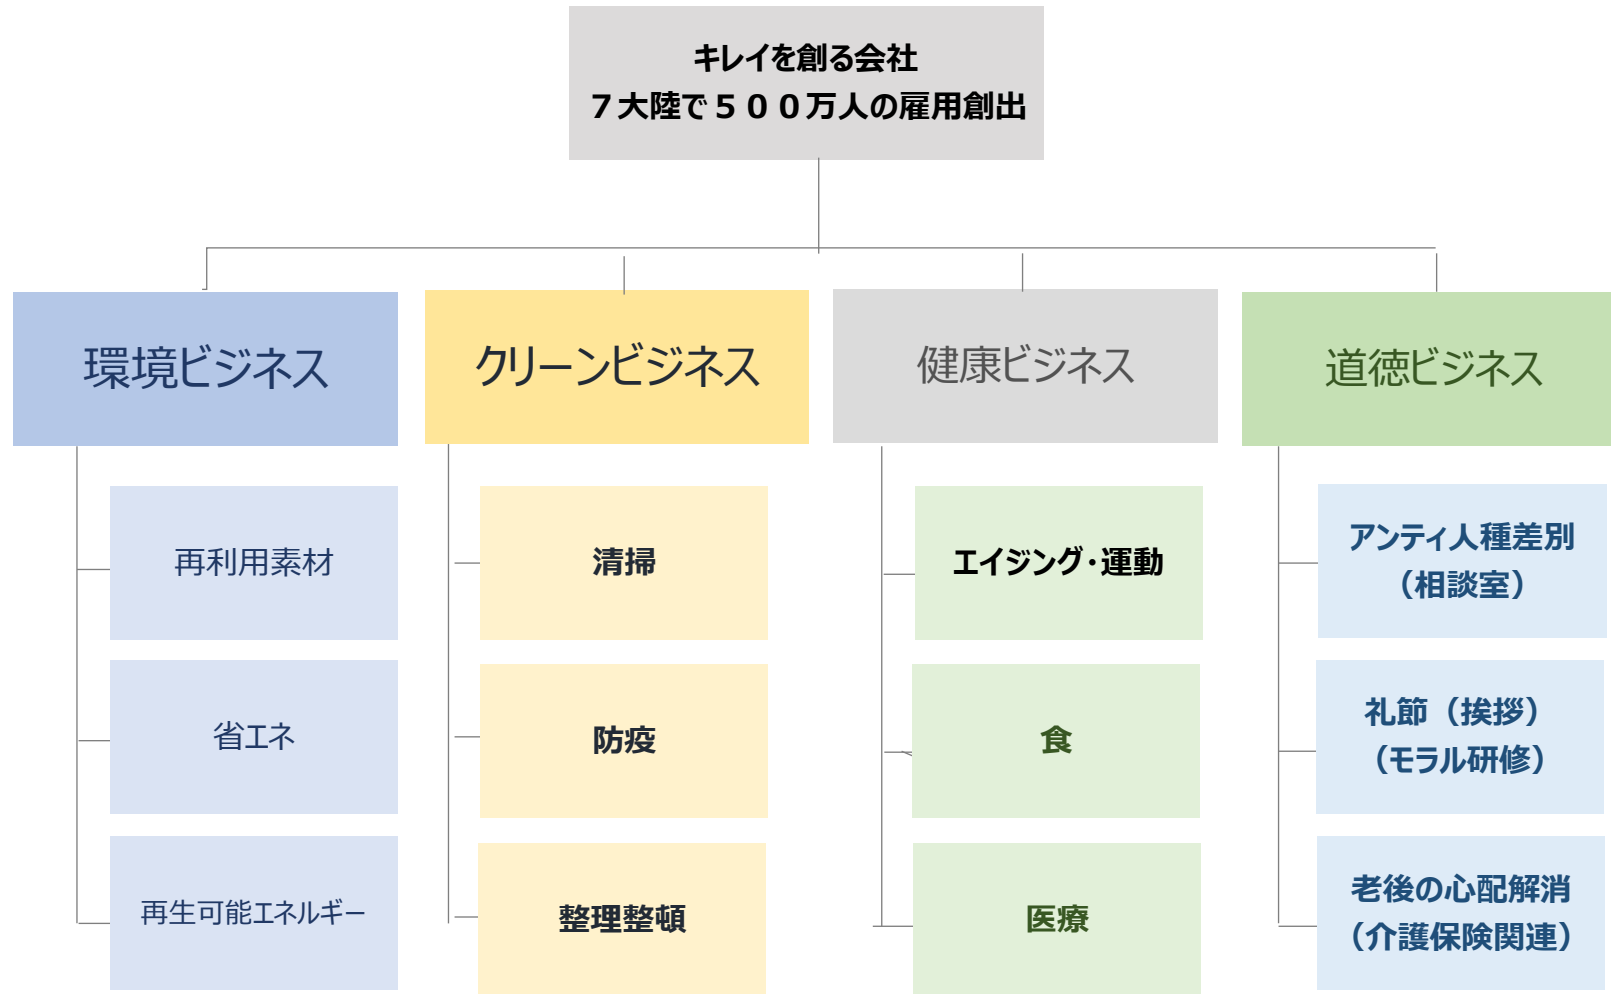 キレイを創る会社
７大陸で５００万人の雇用創出
環境ビジネス
クリーンビジネス
健康ビジネス
道徳ビジネス
再利用素材
省エネ
再生可能エネルギー
清掃
防疫
整理整頓
エイジング・運動
食
医療
アンティ人種差別
（相談室）
礼節（挨拶）
（モラル研修）
老後の心配解消
（介護保険関連）